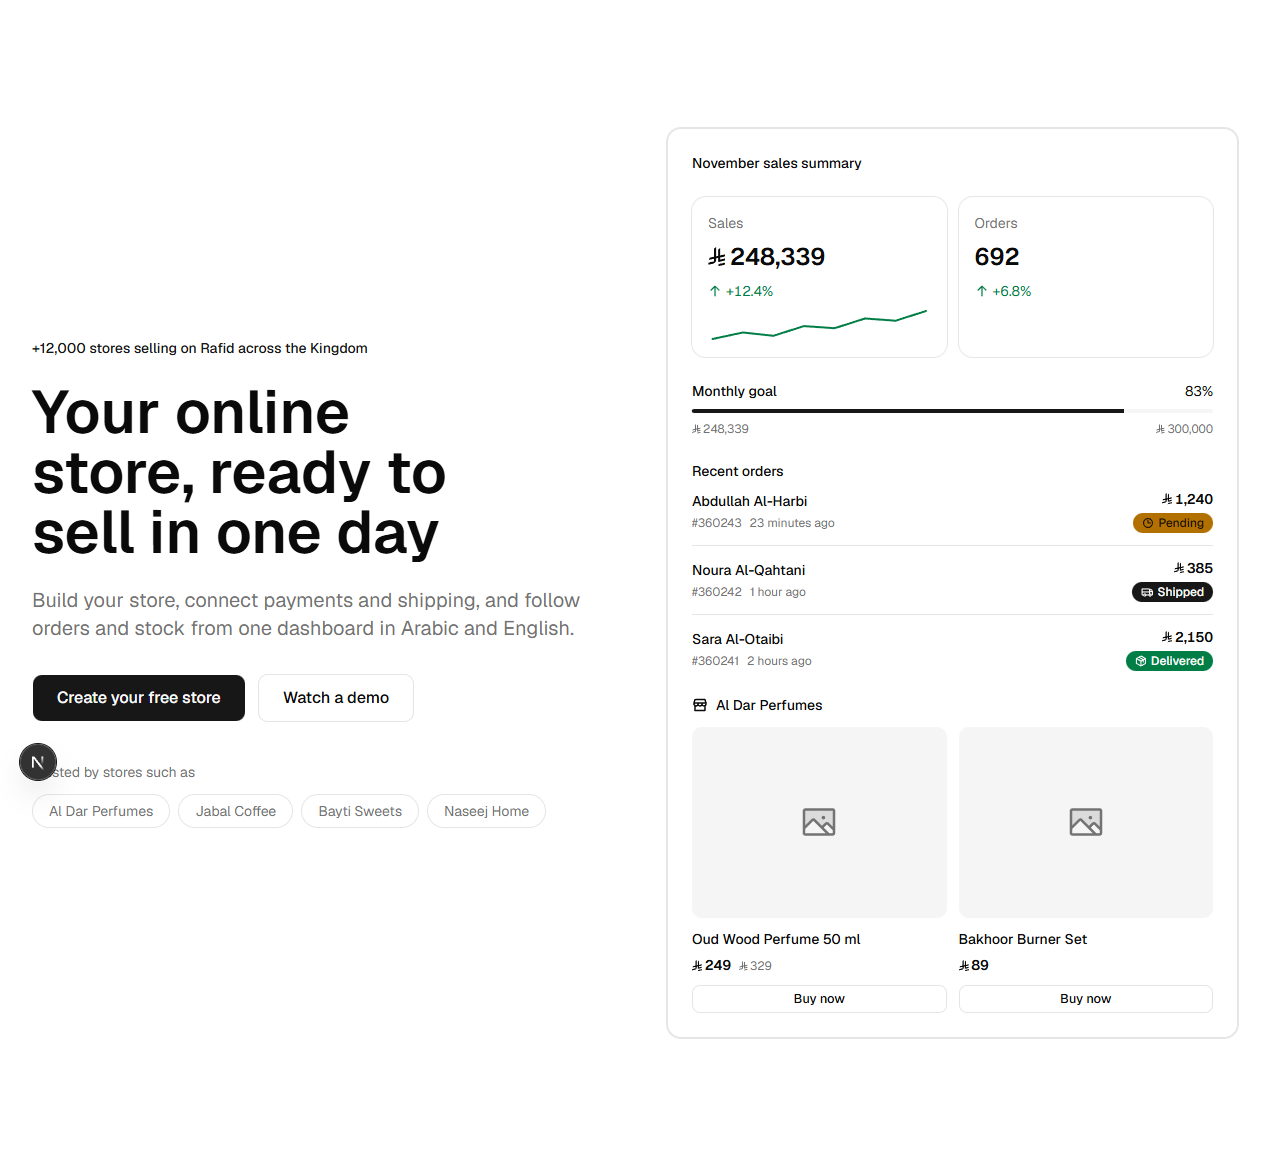 +12,000 stores selling on Rafid across the Kingdom
Your online
store, ready to
sell in one day
Build your store, connect payments and shipping, and follow
orders and stock from one dashboard in Arabic and English.
Create your free store
Watch a demo
N
sted by stores such as
Al Dar Perfumes
Jabal Coffee
Bayti Sweets
Naseej Home
November sales summary
Sales
⃁ 248,339
↑ +12.4%
Orders
692
↑ +6.8%
Monthly goal 83%
⃁ 248,339 ⃁ 300,000
Recent orders
Abdullah Al-Harbi ⃁ 1,240
#360243 23 minutes ago Pending
Noura Al-Qahtani ⃁ 385
#360242 1 hour ago Shipped
Sara Al-Otaibi ⃁ 2,150
#360241 2 hours ago Delivered
Al Dar Perfumes
Oud Wood Perfume 50 ml
⃁ 249 ⃁ 329
Buy now
Bakhoor Burner Set
⃁ 89
Buy now